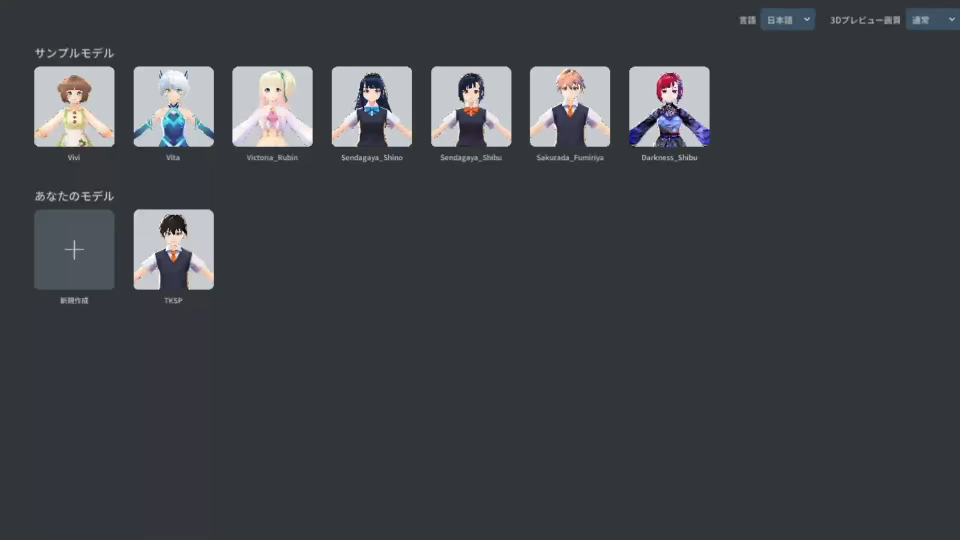 言語 日本語 3Dプレビュー画質 通常
サンプルモデル
Vivi Vita Victoria_Rubin Sendagaya_Shino Sendagaya_Shibu Sakurada_Fumiriya Darkness_Shibu
あなたのモデル
新規作成 TKSP